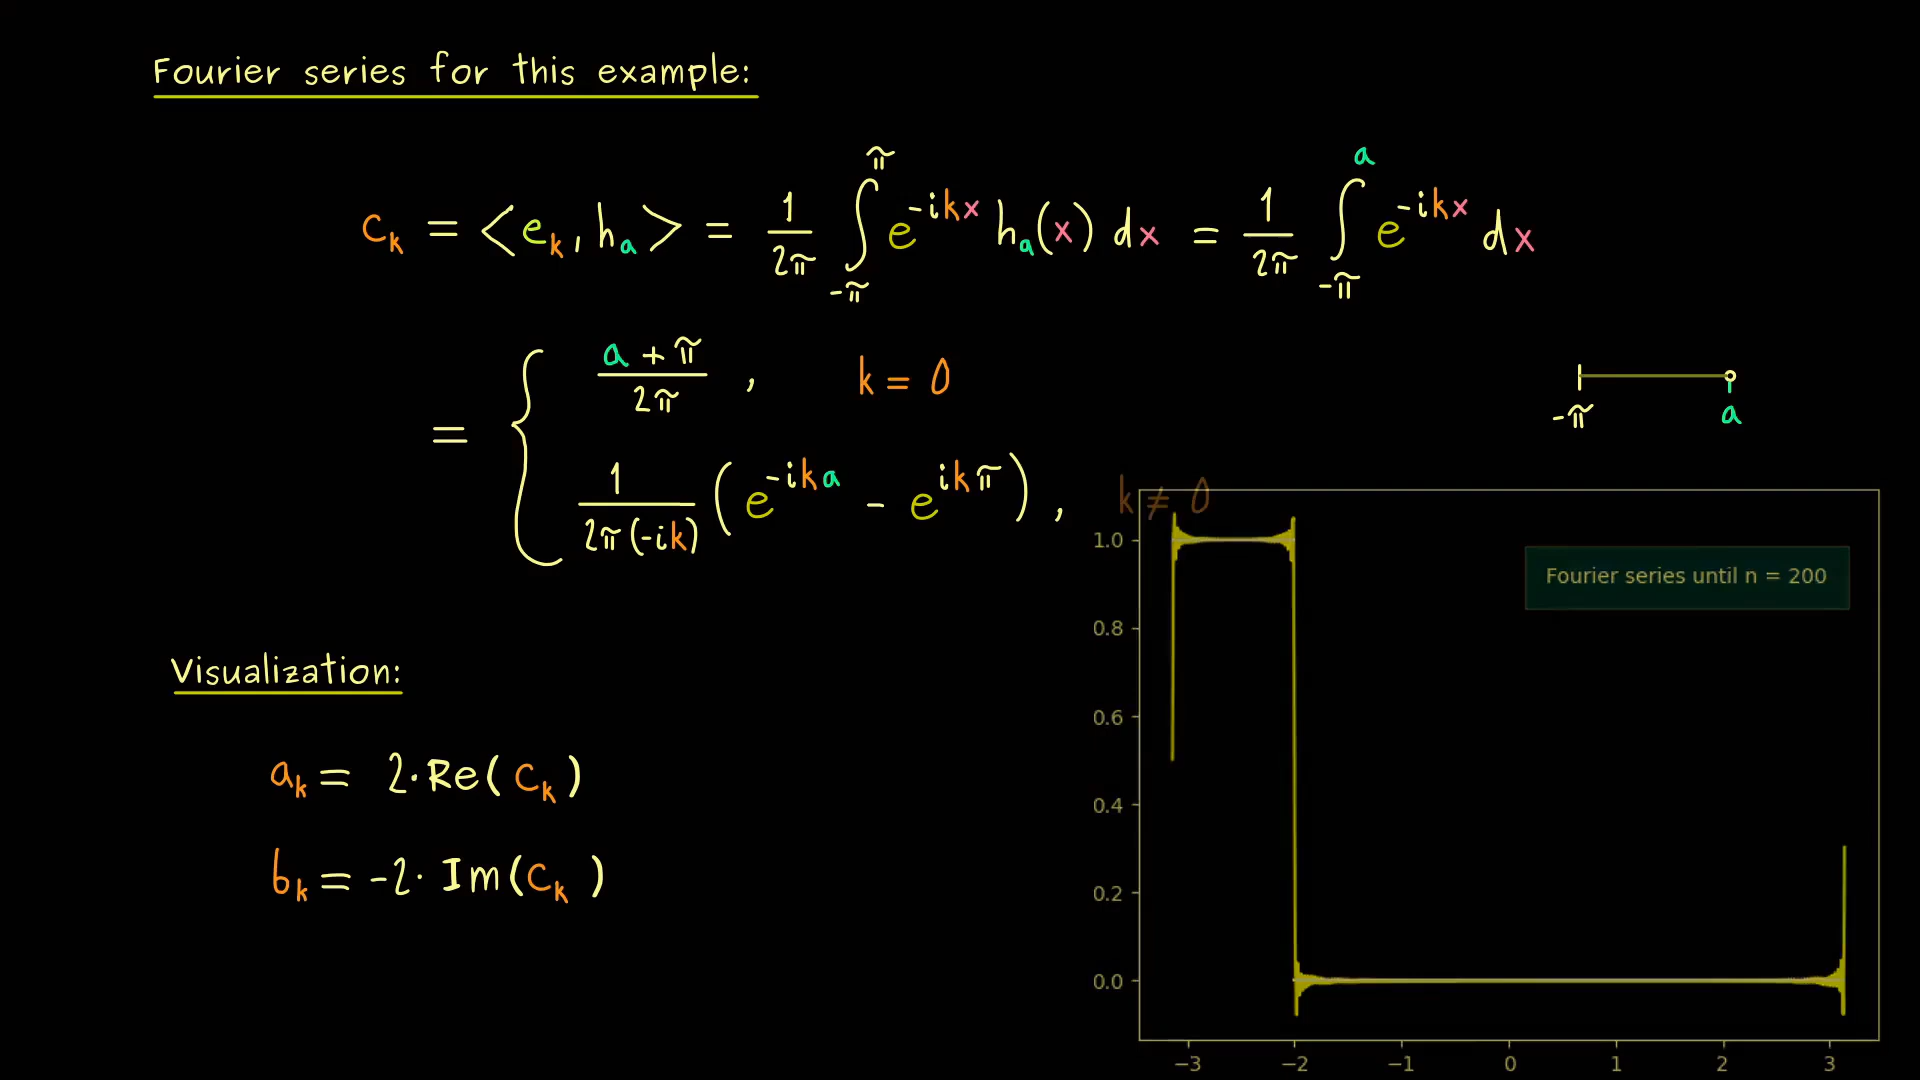 Fourier series for this example:
c_k = <e_k, h_a> = 1/2π ∫_{-π}^{π} e^{-ikx} h_a(x) dx = 1/2π ∫_{-π}^{a} e^{-ikx} dx
= { (a + π)/2π , k = 0
1/(2π(-ik)) (e^{-ika} - e^{ikπ}) , k ≠ 0
-π a
Visualization:
a_k = 2·Re(c_k)
b_k = -2·Im(c_k)
Fourier series until n = 200
1.0
0.8
0.6
0.4
0.2
0.0
−3 −2 −1 0 1 2 3